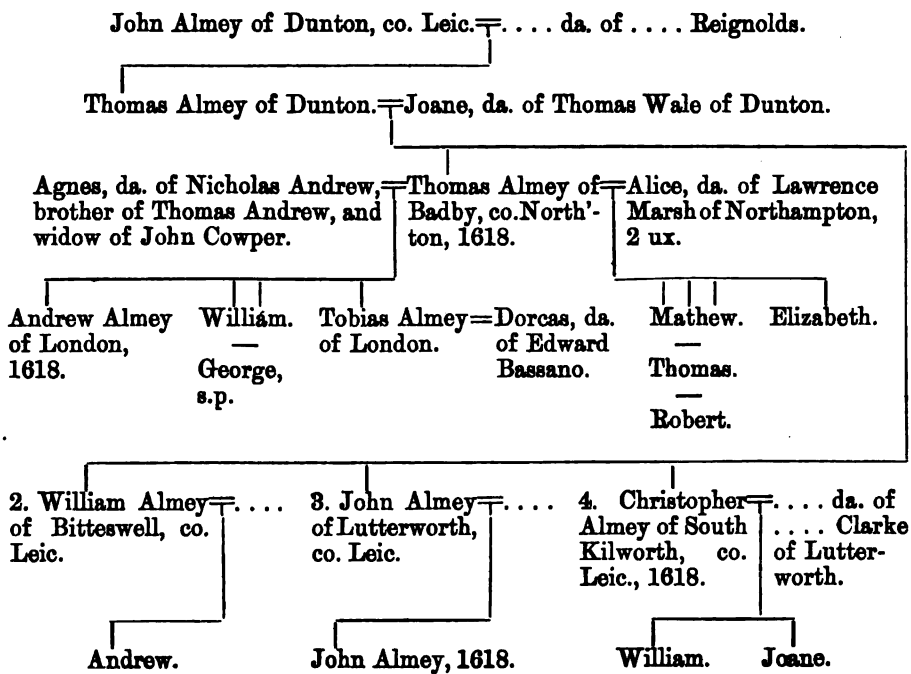 John Almey of Dunton, co. Leic.=. . . . da. of . . . . Reignolds.
Thomas Almey of Dunton.=Joane, da. of Thomas Wale of Dunton.
Agnes, da. of Nicholas Andrew,=
brother of Thomas Andrew, and
widow of John Cowper.
Thomas Almey of=
Badby, co.North'-
ton, 1618.
Alice, da. of Lawrence
Marsh of Northampton,
2 ux.
Andrew Almey
of London,
1618.
William.
—
George,
s.p.
Tobias Almey=
of London.
Dorcas, da.
of Edward
Bassano.
Mathew.
—
Thomas.
—
Robert.
Elizabeth.
2. William Almey=. . . .
of Bitteswell, co.
Leic.
3. John Almey=. . . .
of Lutterworth,
co. Leic.
4. Christopher=
Almey of South
Kilworth, co.
Leic., 1618.
. . . . da. of
. . . . Clarke
of Lutter-
worth.
Andrew.
John Almey, 1618.
William.
Joane.